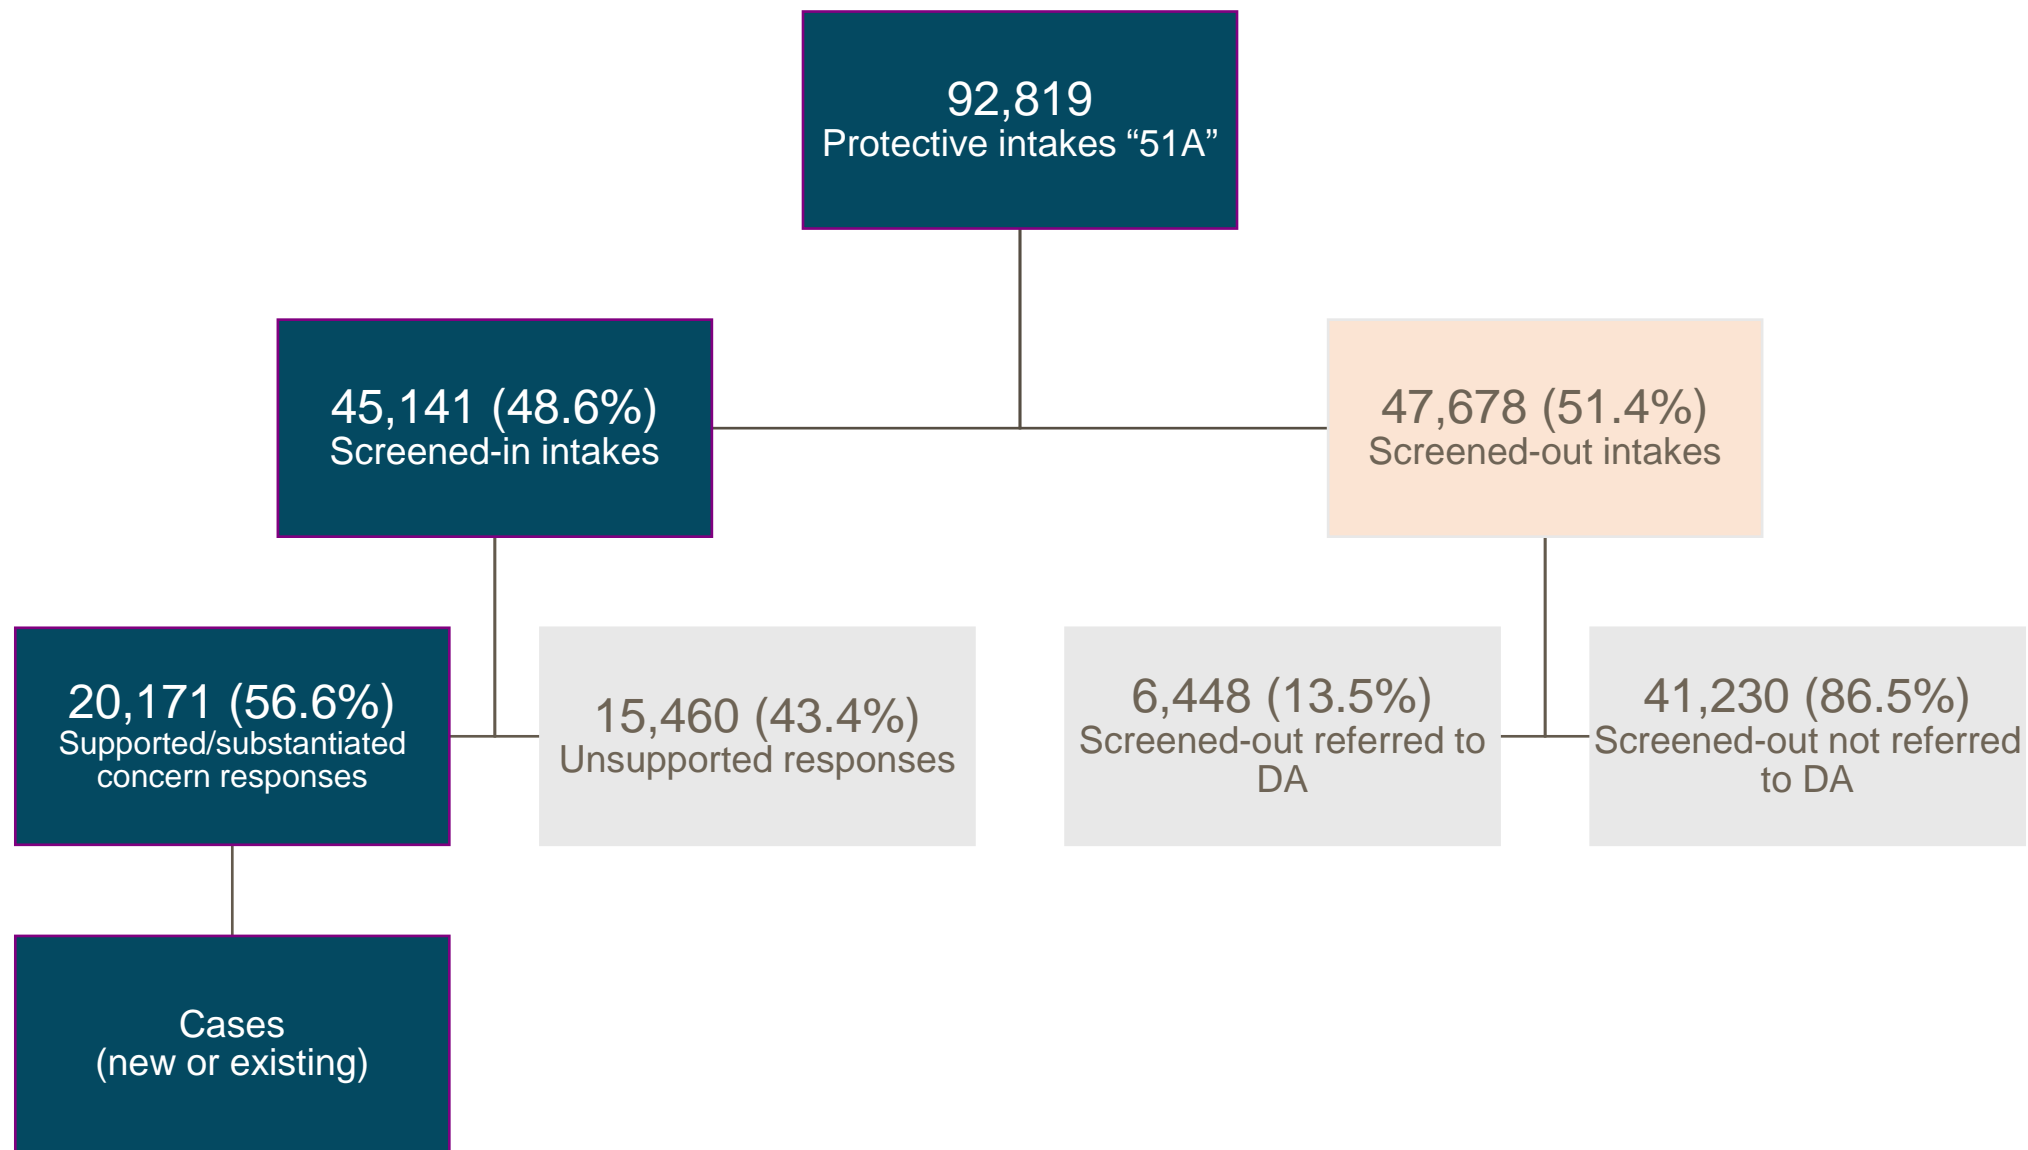 92,819
Protective intakes “51A”
45,141 (48.6%)
Screened-in intakes
47,678 (51.4%)
Screened-out intakes
20,171 (56.6%)
Supported/substantiated
concern responses
15,460 (43.4%)
Unsupported responses
6,448 (13.5%)
Screened-out referred to
DA
41,230 (86.5%)
Screened-out not referred
to DA
Cases
(new or existing)